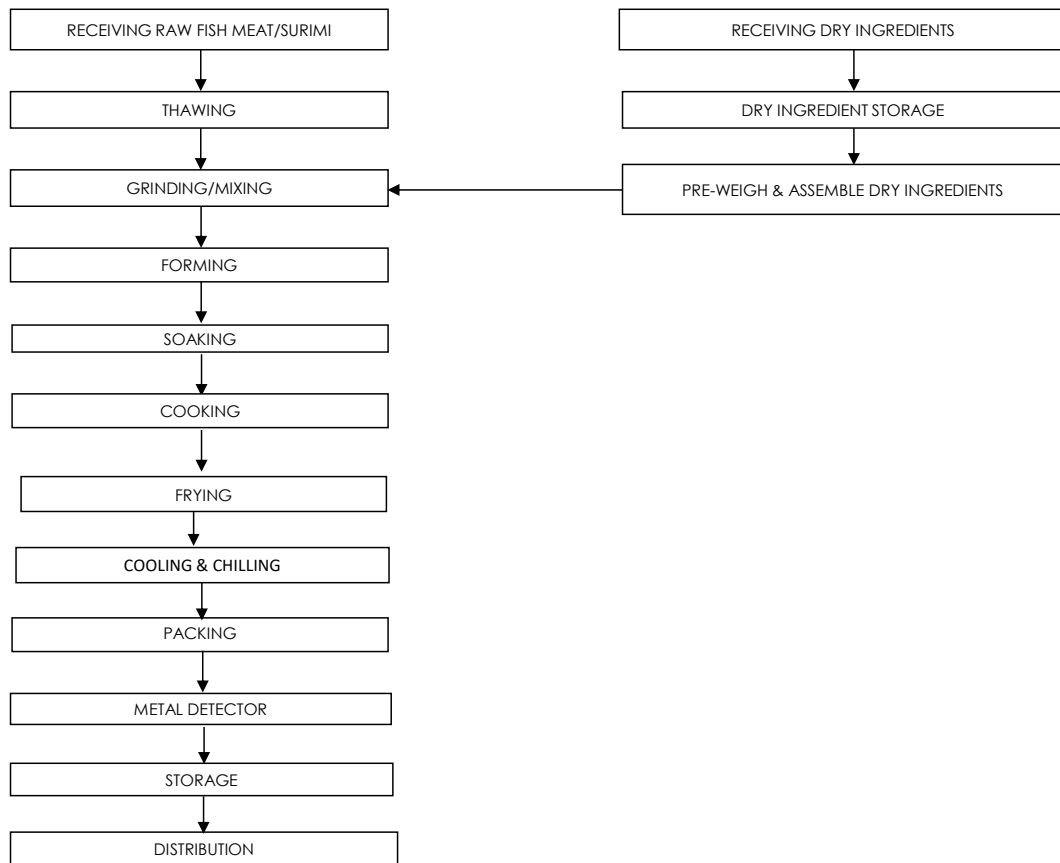 RECEIVING RAW FISH MEAT/SURIMI
RECEIVING DRY INGREDIENTS
THAWING
DRY INGREDIENT STORAGE
GRINDING/MIXING
PRE-WEIGH & ASSEMBLE DRY INGREDIENTS
FORMING
SOAKING
COOKING
FRYING
COOLING & CHILLING
PACKING
METAL DETECTOR
STORAGE
DISTRIBUTION